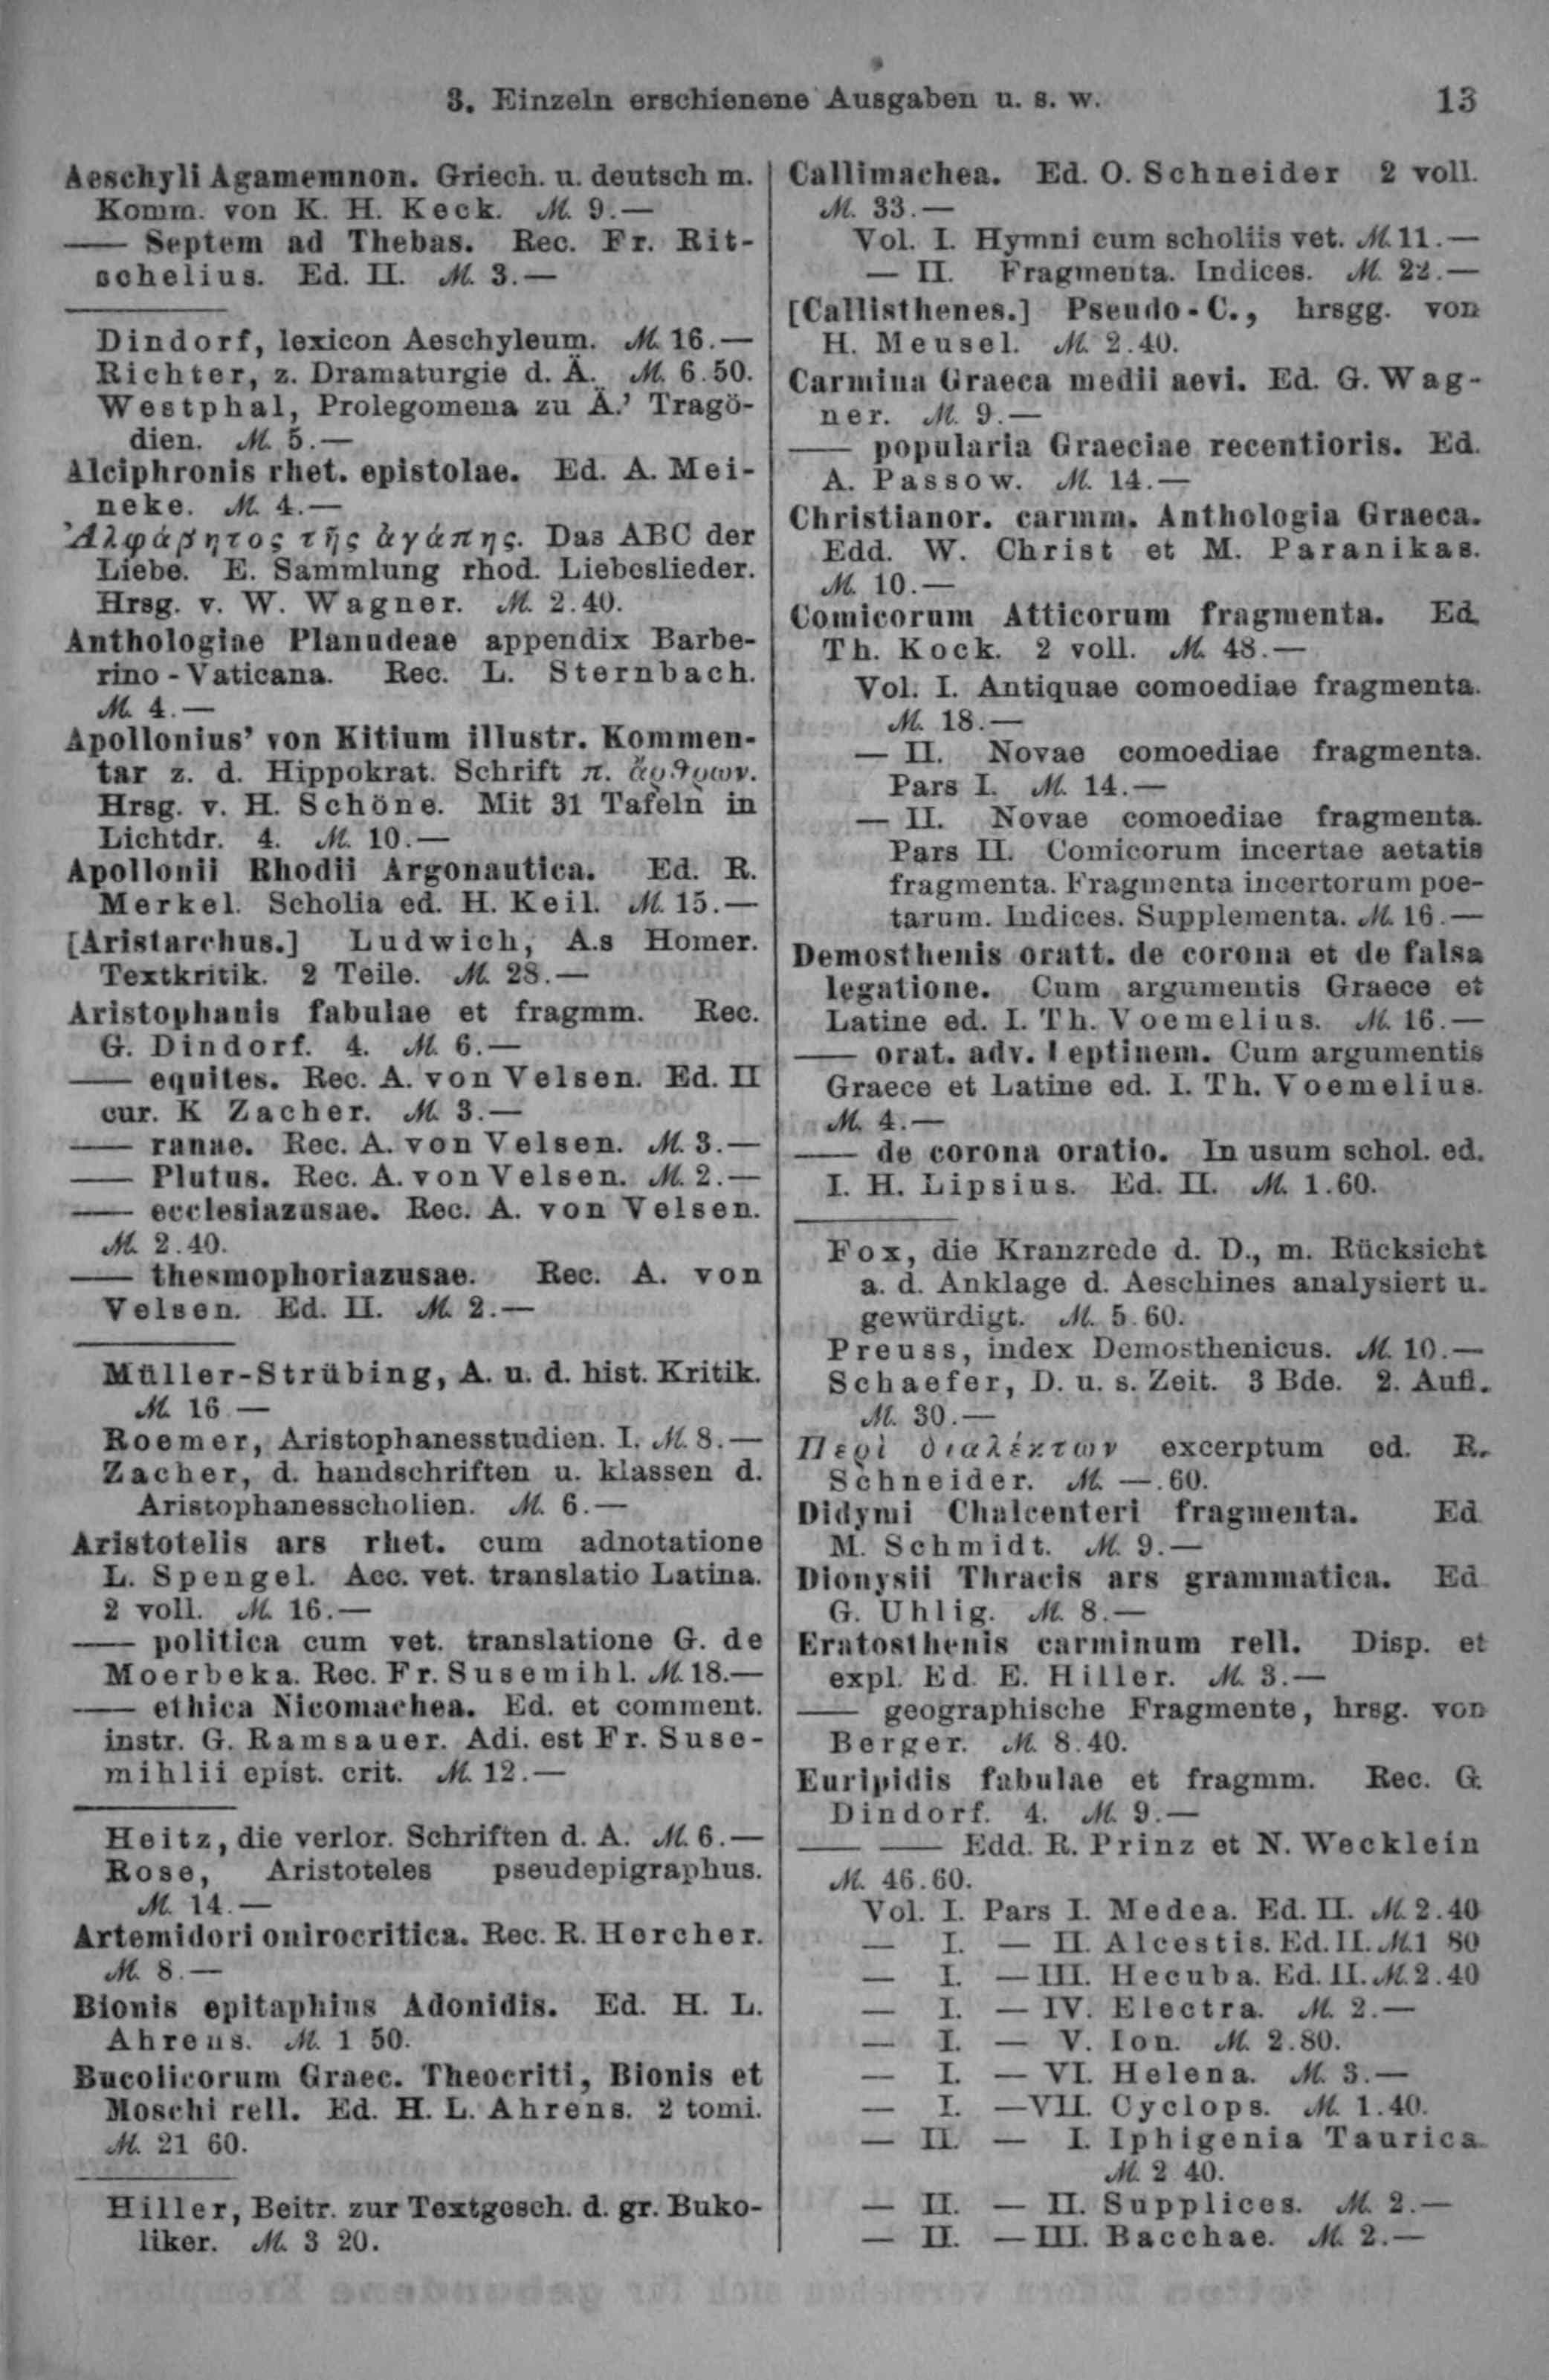 3. Einzeln erschienene Ausgaben u. s. w. 13
Aeschyli Agamemnon. Griech. u. deutsch m.
Komm. von K. H. Keck. ℳ 9.—
—— Septem ad Thebas. Rec. Fr. Rit-
schelius. Ed. II. ℳ 3.—
Dindorf, lexicon Aeschyleum. ℳ 16.—
Richter, z. Dramaturgie d. Ä. ℳ 6.50.
Westphal, Prolegomena zu Ä.' Tragö-
dien. ℳ 5.—
Alciphronis rhet. epistolae. Ed. A. Mei-
neke. ℳ 4.—
Ἀλφάβητος τῆς ἀγάπης. Das ABC der
Liebe. E. Sammlung rhod. Liebeslieder.
Hrsg. v. W. Wagner. ℳ 2.40.
Anthologiae Planudeae appendix Barbe-
rino-Vaticana. Rec. L. Sternbach.
ℳ 4.—
Apollonius' von Kitium illustr. Kommen-
tar z. d. Hippokrat. Schrift π. ἄρθρων.
Hrsg. v. H. Schöne. Mit 31 Tafeln in
Lichtdr. 4. ℳ 10.—
Apollonii Rhodii Argonautica. Ed. R.
Merkel. Scholia ed. H. Keil. ℳ 15.—
[Aristarchus.] Ludwich, A.s Homer.
Textkritik. 2 Teile. ℳ 28.—
Aristophanis fabulae et fragmm. Rec.
G. Dindorf. 4. ℳ 6.—
—— equites. Rec. A. von Velsen. Ed. II
cur. K Zacher. ℳ 3.—
—— ranae. Rec. A. von Velsen. ℳ 3.—
—— Plutus. Rec. A. von Velsen. ℳ 2.—
—— ecclesiazusae. Rec. A. von Velsen.
ℳ 2.40.
—— thesmophoriazusae. Rec. A. von
Velsen. Ed. II. ℳ 2.—
Müller-Strübing, A. u. d. hist. Kritik.
ℳ 16 —
Roemer, Aristophanesstudien. I. ℳ 8.—
Zacher, d. handschriften u. klassen d.
Aristophanesscholien. ℳ 6.—
Aristotelis ars rhet. cum adnotatione
L. Spengel. Acc. vet. translatio Latina.
2 voll. ℳ 16.—
—— politica cum vet. translatione G. de
Moerbeka. Rec. Fr. Susemihl. ℳ 18.—
—— ethica Nicomachea. Ed. et comment.
instr. G. Ramsauer. Adi. est Fr. Suse-
mihlii epist. crit. ℳ 12.—
Heitz, die verlor. Schriften d. A. ℳ 6.—
Rose, Aristoteles pseudepigraphus.
ℳ 14.—
Artemidori onirocritica. Rec. R. Hercher.
ℳ 8.—
Bionis epitaphius Adonidis. Ed. H. L.
Ahrens. ℳ 1 50.
Bucolicorum Graec. Theocriti, Bionis et
Moschi rell. Ed. H. L. Ahrens. 2 tomi.
ℳ 21 60.
Hiller, Beitr. zur Textgesch. d. gr. Buko-
liker. ℳ 3 20.
Callimachea. Ed. O. Schneider 2 voll.
ℳ 33.—
Vol. I. Hymni cum scholiis vet. ℳ 11.—
— II. Fragmenta. Indices. ℳ 22.—
[Callisthenes.] Pseudo-C., hrsgg. von
H. Meusel. ℳ 2.40.
Carmina Graeca medii aevi. Ed. G. Wag-
ner. ℳ 9.—
—— popularia Graeciae recentioris. Ed.
A. Passow. ℳ 14.—
Christianor. carmm. Anthologia Graeca.
Edd. W. Christ et M. Paranikas.
ℳ 10.—
Comicorum Atticorum fragmenta. Ed.
Th. Kock. 2 voll. ℳ 48.—
Vol. I. Antiquae comoediae fragmenta.
ℳ 18.—
— II. Novae comoediae fragmenta.
Pars I. ℳ 14.—
— II. Novae comoediae fragmenta.
Pars II. Comicorum incertae aetatis
fragmenta. Fragmenta incertorum poe-
tarum. Indices. Supplementa. ℳ 16.—
Demosthenis oratt. de corona et de falsa
legatione. Cum argumentis Graece et
Latine ed. I. Th. Voemelius. ℳ 16.—
—— orat. adv. Leptinem. Cum argumentis
Graece et Latine ed. I. Th. Voemelius.
ℳ 4.—
—— de corona oratio. In usum schol. ed.
I. H. Lipsius. Ed. II. ℳ 1.60.
Fox, die Kranzrede d. D., m. Rücksicht
a. d. Anklage d. Aeschines analysiert u.
gewürdigt. ℳ 5.60.
Preuss, index Demosthenicus. ℳ 10.—
Schaefer, D. u. s. Zeit. 3 Bde. 2. Aufl.
ℳ 30.—
Περὶ διαλέκτων excerptum ed. R.
Schneider. ℳ —.60.
Didymi Chalcenteri fragmenta. Ed
M. Schmidt. ℳ 9.—
Dionysii Thracis ars grammatica. Ed
G. Uhlig. ℳ 8.—
Eratosthenis carminum rell. Disp. et
expl. Ed. E. Hiller. ℳ 3.—
—— geographische Fragmente, hrsg. von
Berger. ℳ 8.40.
Euripidis fabulae et fragmm. Rec. G.
Dindorf. 4. ℳ 9.—
—— —— Edd. R. Prinz et N. Wecklein
ℳ 46.60.
Vol. I. Pars I. Medea. Ed. II. ℳ 2.40
— I. — II. Alcestis. Ed. II. ℳ 1 80
— I. — III. Hecuba. Ed. II. ℳ 2.40
— I. — IV. Electra. ℳ 2.—
— I. — V. Ion. ℳ 2.80.
— I. — VI. Helena. ℳ 3.—
— I. — VII. Cyclops. ℳ 1.40.
— II. — I. Iphigenia Taurica
ℳ 2 40.
— II. — II. Supplices. ℳ 2.—
— II. — III. Bacchae. ℳ 2.—